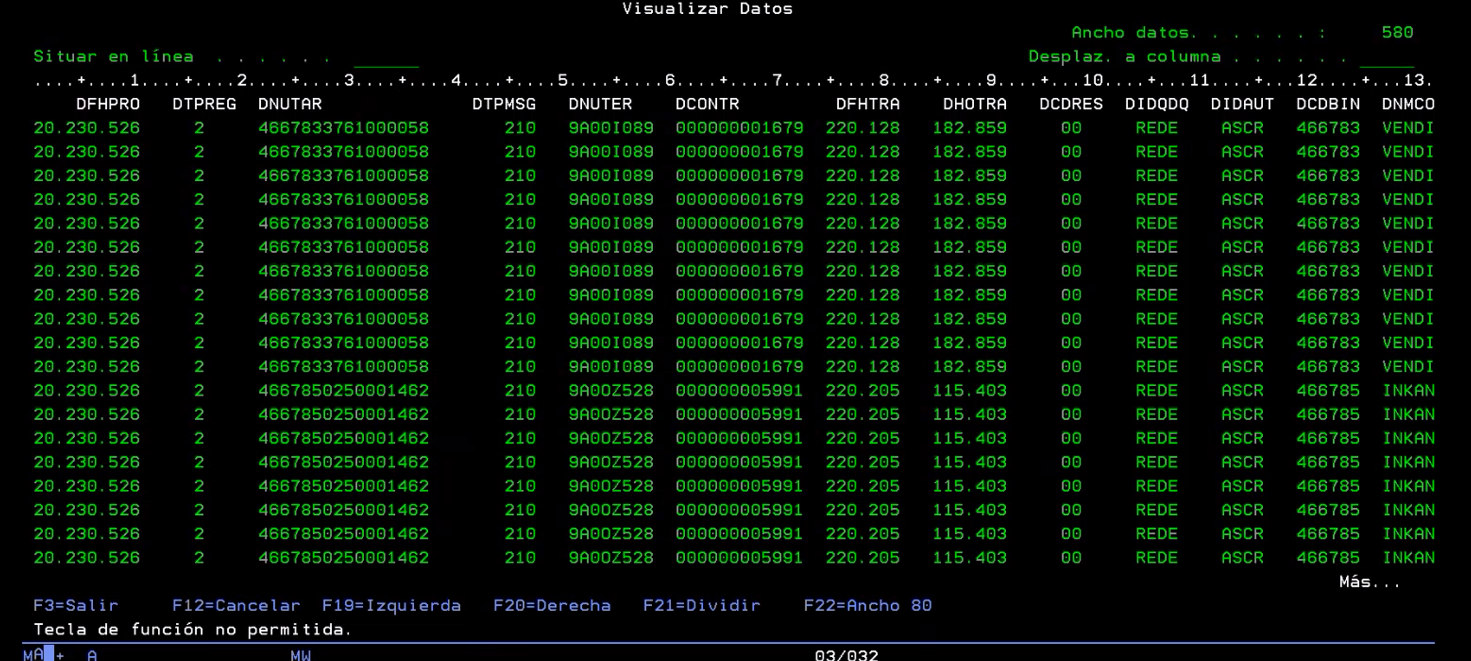 Visualizar Datos
Ancho datos. . . . . . : 580
Situar en línea . . . . . . ______ Desplaz. a columna . . . . . . _____
....+....1....+....2....+....3....+....4....+....5....+....6....+....7....+....8....+....9....+...10....+...11....+...12....+...13.
DFHPRO DTPREG DNUTAR DTPMSG DNUTER DCONTR DFHTRA DHOTRA DCDRES DIDQDQ DIDAUT DCDBIN DNMCO
20.230.526 2 4667833761000058 210 9A00I089 000000001679 220.128 182.859 00 REDE ASCR 466783 VENDI
20.230.526 2 4667833761000058 210 9A00I089 000000001679 220.128 182.859 00 REDE ASCR 466783 VENDI
20.230.526 2 4667833761000058 210 9A00I089 000000001679 220.128 182.859 00 REDE ASCR 466783 VENDI
20.230.526 2 4667833761000058 210 9A00I089 000000001679 220.128 182.859 00 REDE ASCR 466783 VENDI
20.230.526 2 4667833761000058 210 9A00I089 000000001679 220.128 182.859 00 REDE ASCR 466783 VENDI
20.230.526 2 4667833761000058 210 9A00I089 000000001679 220.128 182.859 00 REDE ASCR 466783 VENDI
20.230.526 2 4667833761000058 210 9A00I089 000000001679 220.128 182.859 00 REDE ASCR 466783 VENDI
20.230.526 2 4667833761000058 210 9A00I089 000000001679 220.128 182.859 00 REDE ASCR 466783 VENDI
20.230.526 2 4667833761000058 210 9A00I089 000000001679 220.128 182.859 00 REDE ASCR 466783 VENDI
20.230.526 2 4667833761000058 210 9A00I089 000000001679 220.128 182.859 00 REDE ASCR 466783 VENDI
20.230.526 2 4667833761000058 210 9A00I089 000000001679 220.128 182.859 00 REDE ASCR 466783 VENDI
20.230.526 2 4667850250001462 210 9A00Z528 000000005991 220.205 115.403 00 REDE ASCR 466785 INKAN
20.230.526 2 4667850250001462 210 9A00Z528 000000005991 220.205 115.403 00 REDE ASCR 466785 INKAN
20.230.526 2 4667850250001462 210 9A00Z528 000000005991 220.205 115.403 00 REDE ASCR 466785 INKAN
20.230.526 2 4667850250001462 210 9A00Z528 000000005991 220.205 115.403 00 REDE ASCR 466785 INKAN
20.230.526 2 4667850250001462 210 9A00Z528 000000005991 220.205 115.403 00 REDE ASCR 466785 INKAN
20.230.526 2 4667850250001462 210 9A00Z528 000000005991 220.205 115.403 00 REDE ASCR 466785 INKAN
20.230.526 2 4667850250001462 210 9A00Z528 000000005991 220.205 115.403 00 REDE ASCR 466785 INKAN
20.230.526 2 4667850250001462 210 9A00Z528 000000005991 220.205 115.403 00 REDE ASCR 466785 INKAN
Más...
F3=Salir F12=Cancelar F19=Izquierda F20=Derecha F21=Dividir F22=Ancho 80
Tecla de función no permitida.
MA + A MW 03/032